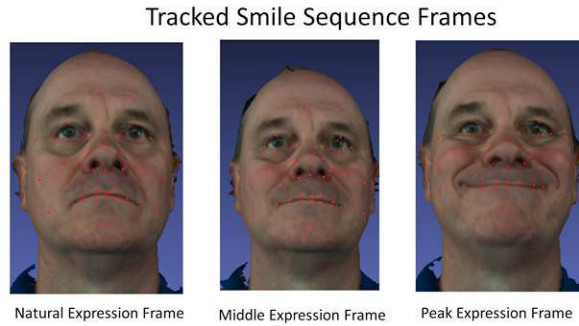 Tracked Smile Sequence Frames
Natural Expression Frame
Middle Expression Frame
Peak Expression Frame